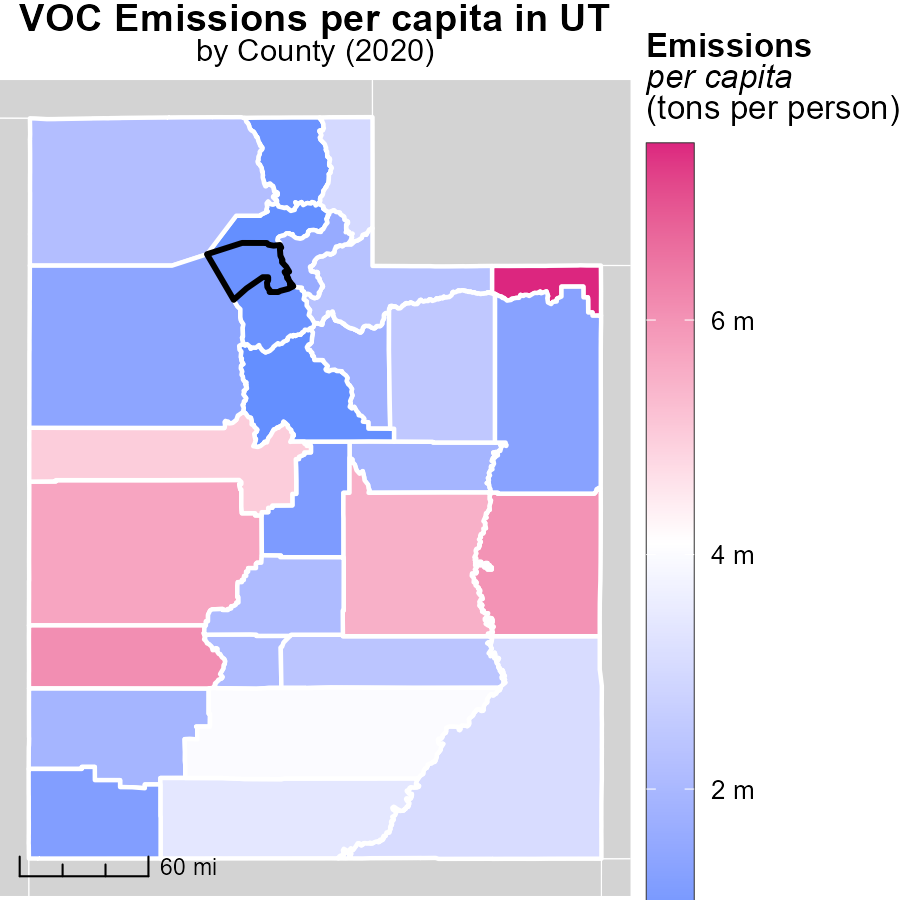 VOC Emissions per capita in UT
by County (2020)
Emissions
per capita
(tons per person)
6 m
4 m
2 m
60 mi